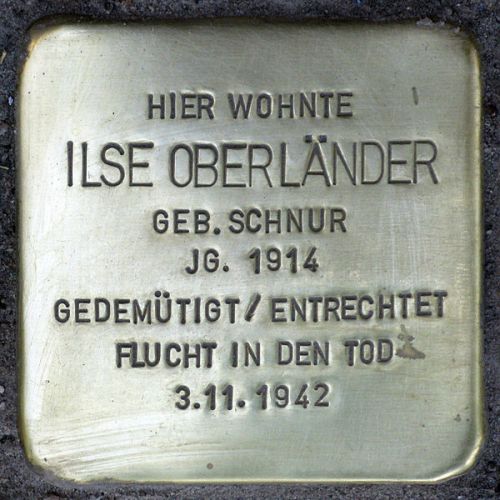 HIER WOHNTE
ILSE OBERLÄNDER
GEB. SCHNUR
JG. 1914
GEDEMÜTIGT/ ENTRECHTET
FLUCHT IN DEN TOD
3.11.1942